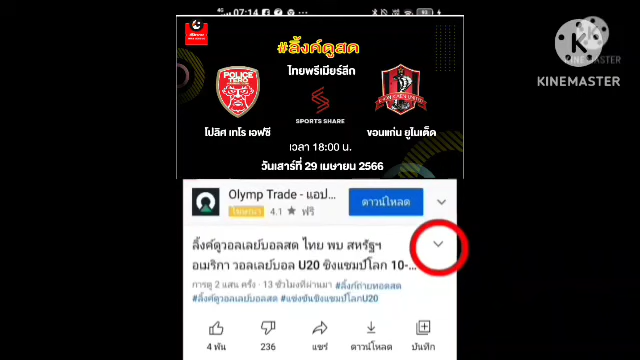 4G 07:14
KINEMASTER
KINEMASTER
#ลิ้งค์ดูสด
ไทยพรีเมียร์ลีก
POLICE
TERO
SPORTS SHARE
โปลิศ เทโร เอฟซี
ขอนแก่น ยูไนเต็ด
เวลา 18:00 น.
วันเสาร์ที่ 29 เมษายน 2566
Olymp Trade - แอป...
โฆษณา 4.1 ★ ฟรี
ดาวน์โหลด
ลิ้งค์ดูวอลเลย์บอลสด ไทย พบ สหรัฐฯ
อเมริกา วอลเลย์บอล U20 ชิงแชมป์โลก 10-...
การดู 2 แสน ครั้ง · 13 ชั่วโมงที่ผ่านมา #ลิ้งค์ถ่ายทอดสด
#ลิ้งค์ดูวอลเลย์บอลสด #แข่งขันชิงแชมป์โลกU20
4 พัน 236 แชร์ ดาวน์โหลด บันทึก